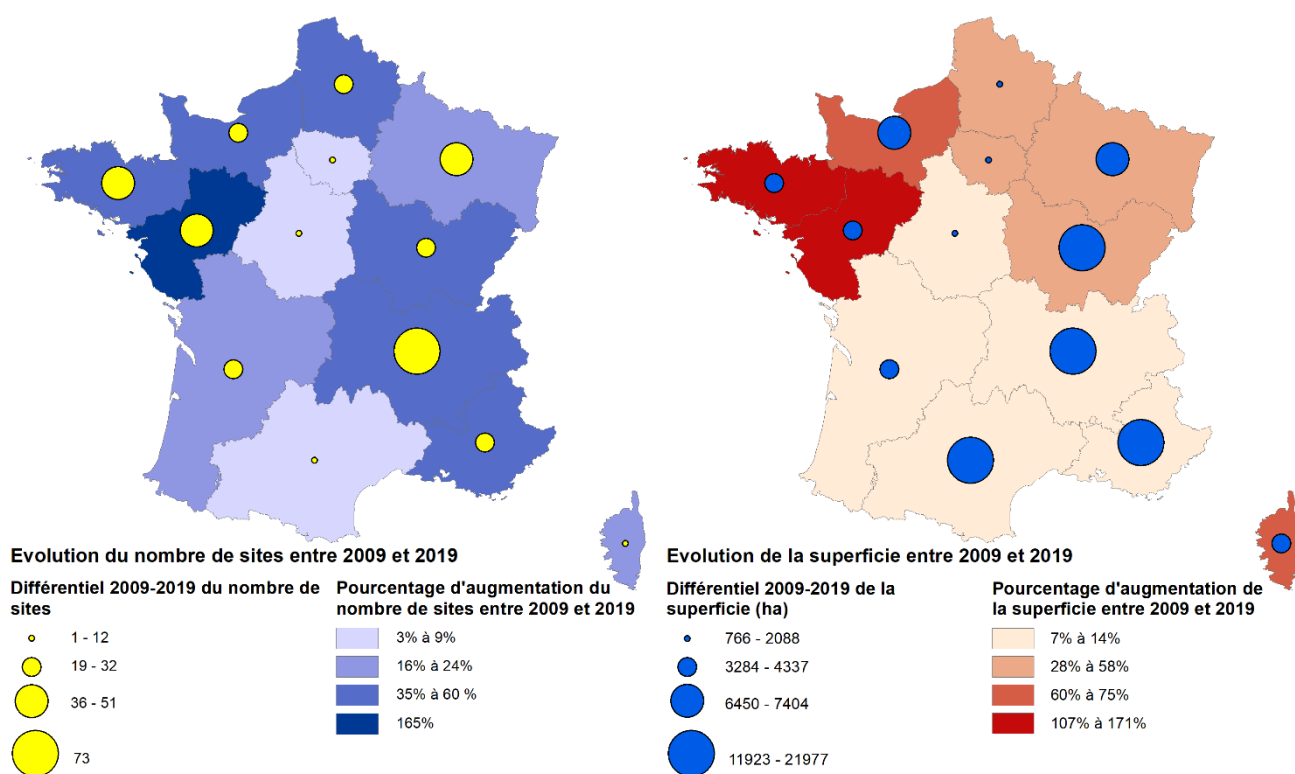 Evolution du nombre de sites entre 2009 et 2019
Différentiel 2009-2019 du nombre de
sites
1 - 12
19 - 32
36 - 51
73
Pourcentage d'augmentation du
nombre de sites entre 2009 et 2019
3% à 9%
16% à 24%
35% à 60 %
165%
Evolution de la superficie entre 2009 et 2019
Différentiel 2009-2019 de la
superficie (ha)
766 - 2088
3284 - 4337
6450 - 7404
11923 - 21977
Pourcentage d'augmentation de
la superficie entre 2009 et 2019
7% à 14%
28% à 58%
60% à 75%
107% à 171%